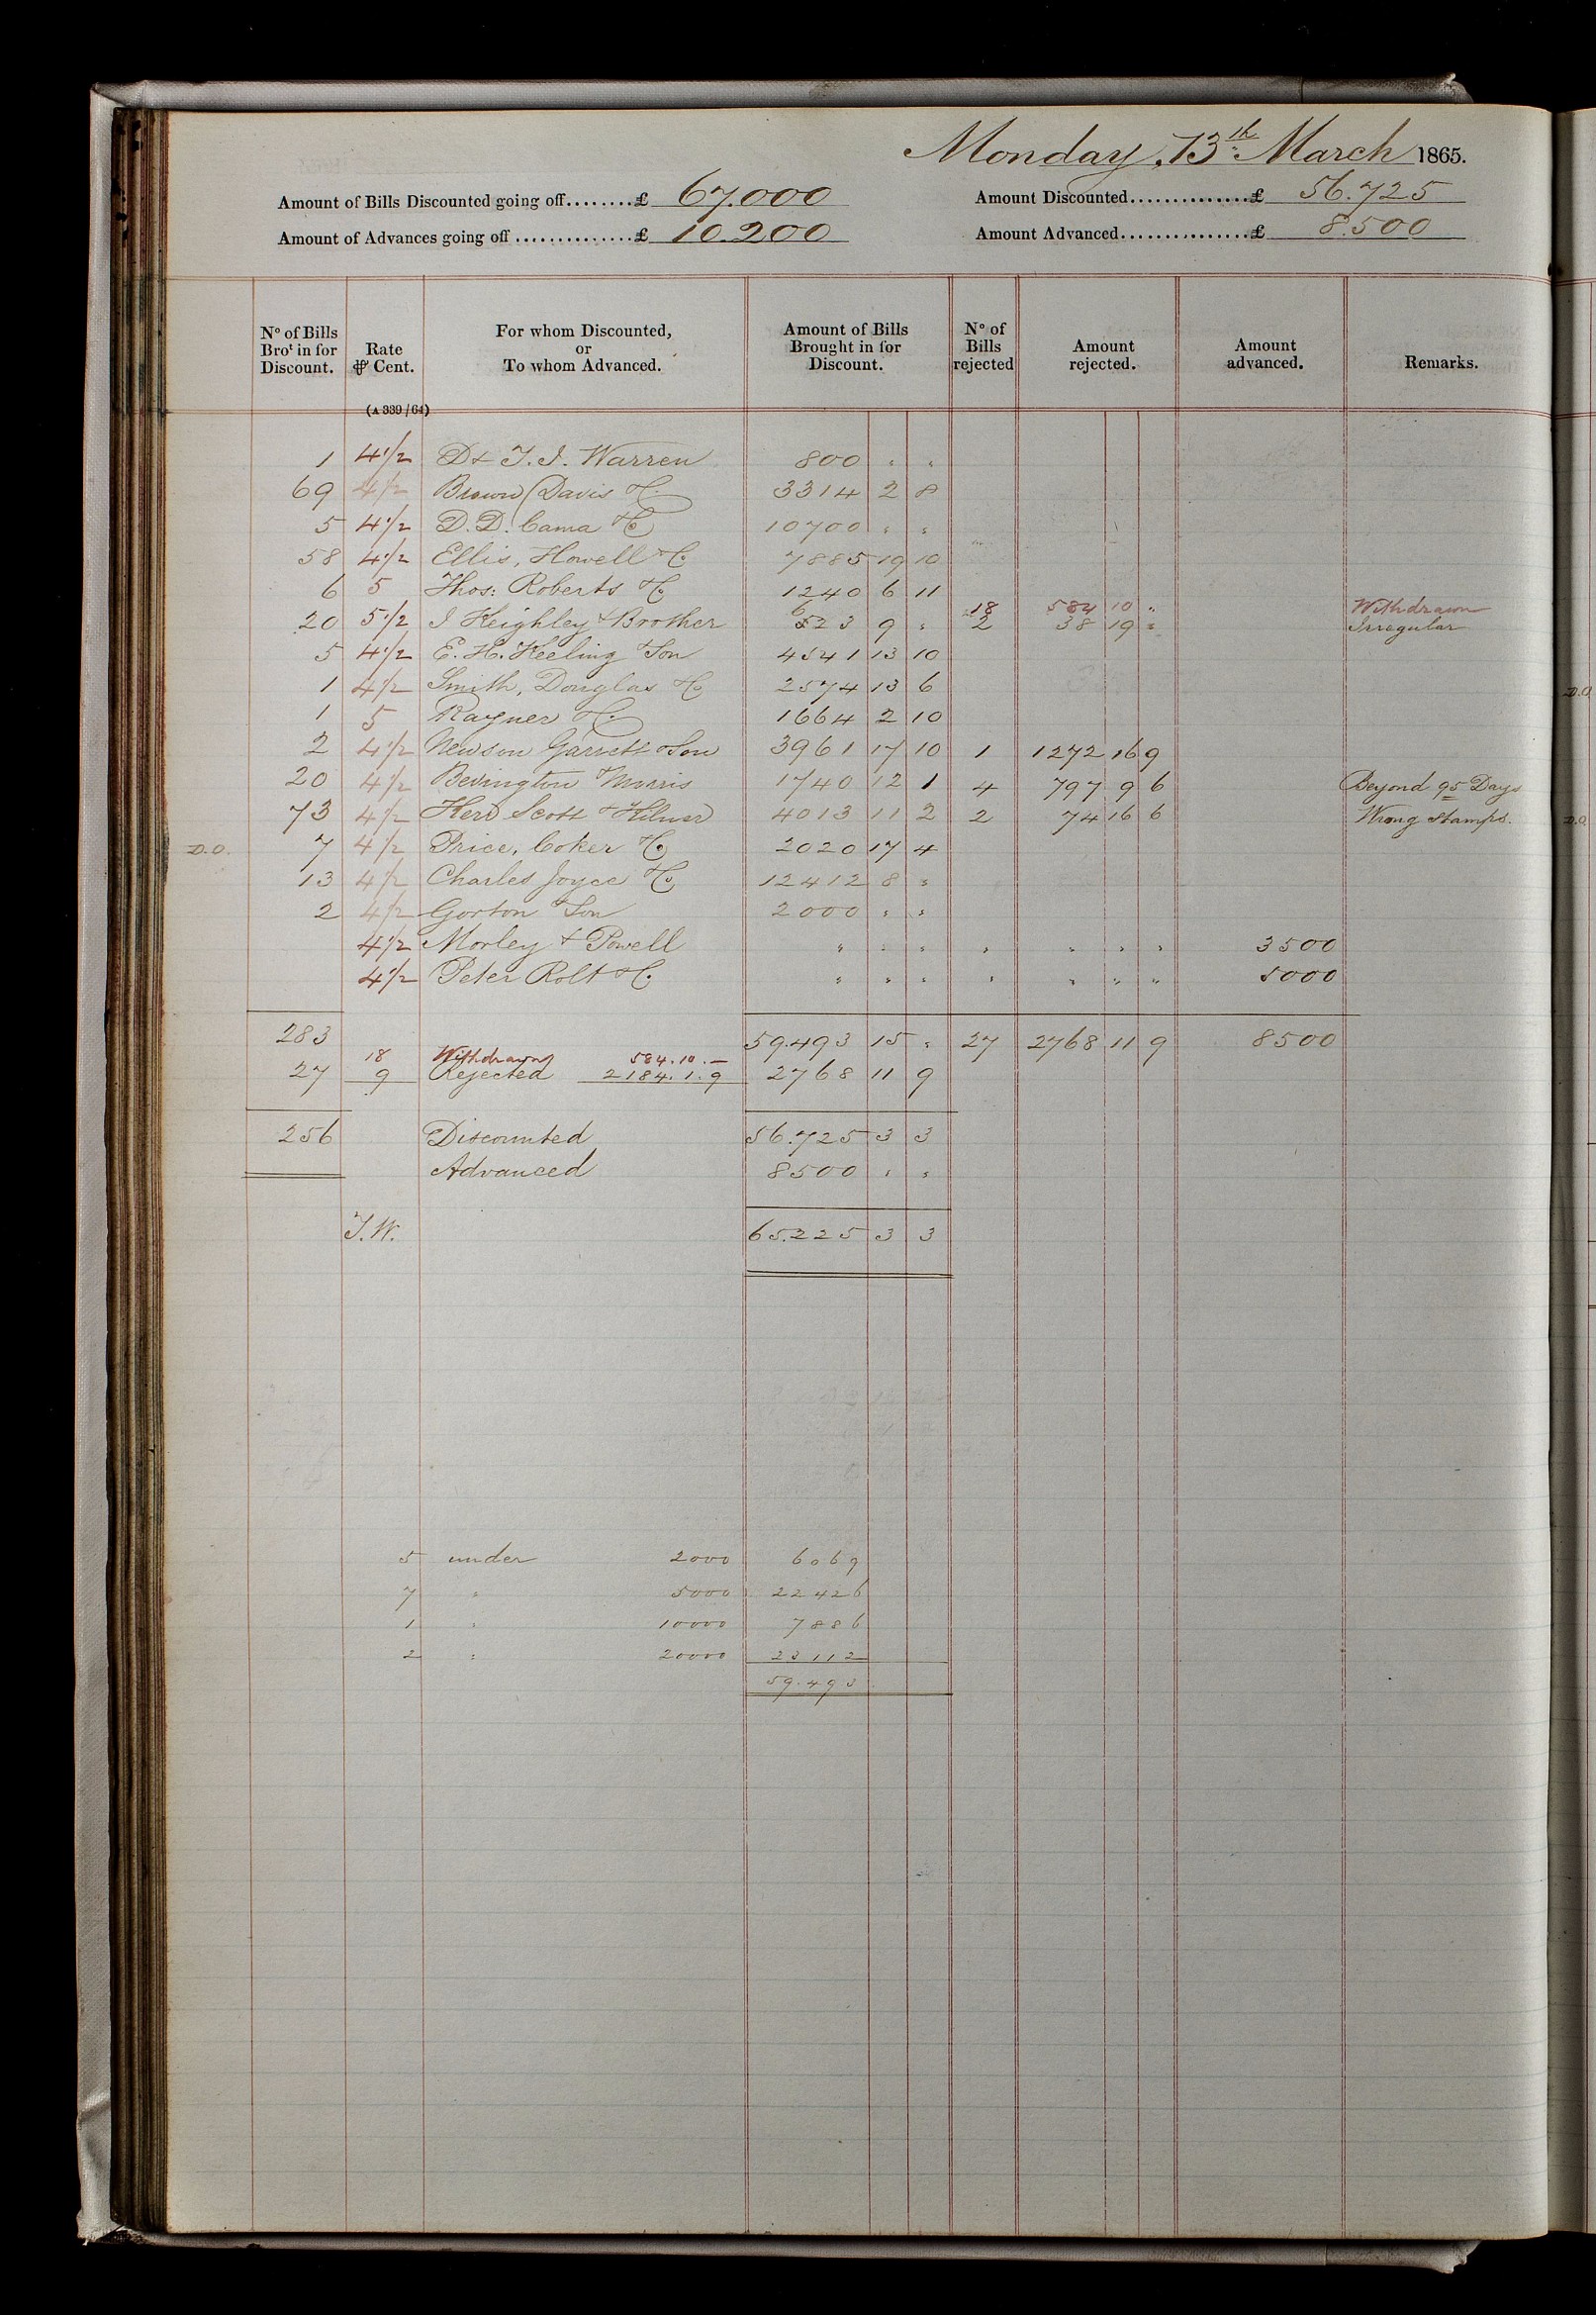 Monday, 13th March 1865.
Amount of Bills Discounted going off........£ 67.000 Amount Discounted...............£ 56.725
Amount of Advances going off...............£ 10.200 Amount Advanced................£ 8.500
No of Bills Brot in for Discount. Rate ⅌ Cent. For whom Discounted, or To whom Advanced. Amount of Bills Brought in for Discount. No of Bills rejected Amount rejected. Amount advanced. Remarks.
(A 339/64)
1 4½ D & T. I. Warren 800 " "
69 4½ Brown Davis & C. 3314 2 8
5 4½ D. D. Cama & Co 10700 " "
58 4½ Ellis, Howell & Co 7885 19 10
6 5 Thos: Roberts & Co 1240 6 11
18 584 10 " Withdrawn
20 5½ I Keighley & Brother 623 9 " 2 38 19 " Irregular
5 4½ E. H. Keeling & Son 4541 13 10
1 4½ Smith, Douglas & Co 2574 13 6
D.O.
1 5 Rayner & C. 1664 2 10
2 4½ Newson Garrett & Son 3961 17 10 1 1272 16 9
20 4½ Bevington & Morris 1740 12 1 4 797 9 6 Beyond 95 Days
73 4½ Scott & 4013 11 2 2 74 16 6 Wrong Stamps.
D.O.
D.O. 7 4½ Price, Coker & Co 2020 17 4
13 4½ Charles Joyce & Co 12412 8 "
2 4½ Gorton & Son 2000 " "
4½ Morley & Powell " " " " " " " 3500
4½ Peter Rolt & C. " " " " " " " 5000
283 59.493 15 " 27 2768 11 9 8500
18 Withdrawn 584.10.—
27 9 Rejected 2184.1.9 2768 11 9
256 Discounted 56.725 3 3
Advanced 8500 " "
T.W. 65.225 3 3
5 under 2000 6069
7 " 5000 22426
1 " 10000 7886
2 " 20000 23112
59.493